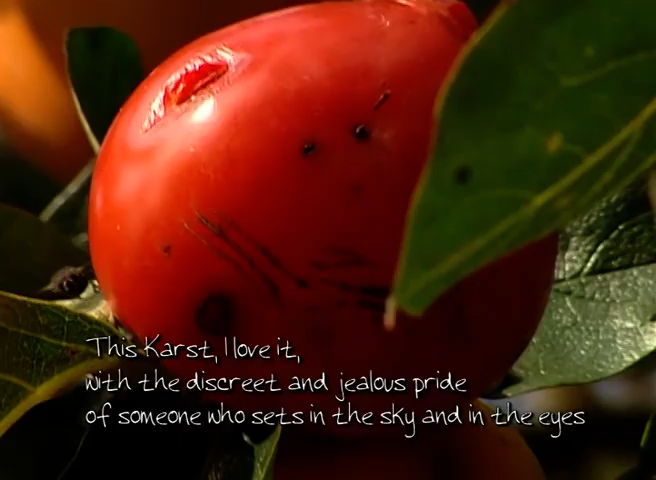 This Karst, I love it,
with the discreet and jealous pride
of someone who sets in the sky and in the eyes